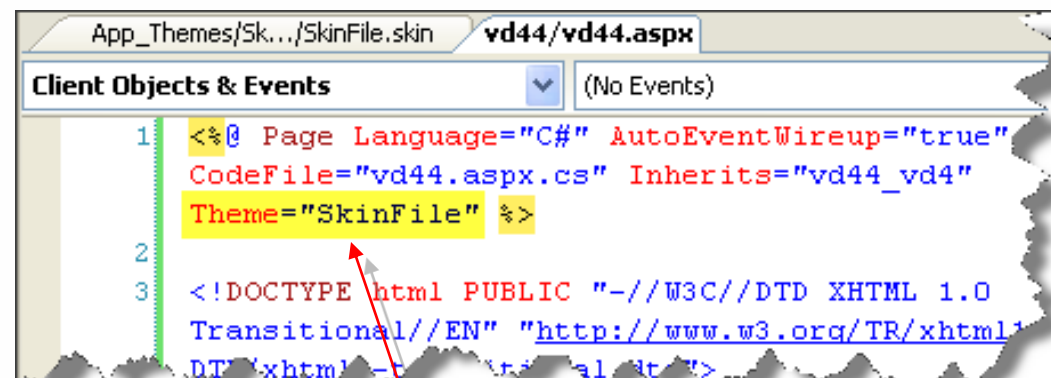 App_Themes/Sk.../SkinFile.skin vd44/vd44.aspx
Client Objects & Events (No Events)
1 <%@ Page Language="C#" AutoEventWireup="true"
CodeFile="vd44.aspx.cs" Inherits="vd44_vd4"
Theme="SkinFile" %>
2
3 <!DOCTYPE html PUBLIC "-//W3C//DTD XHTML 1.0
Transitional//EN" "http://www.w3.org/TR/xhtml1